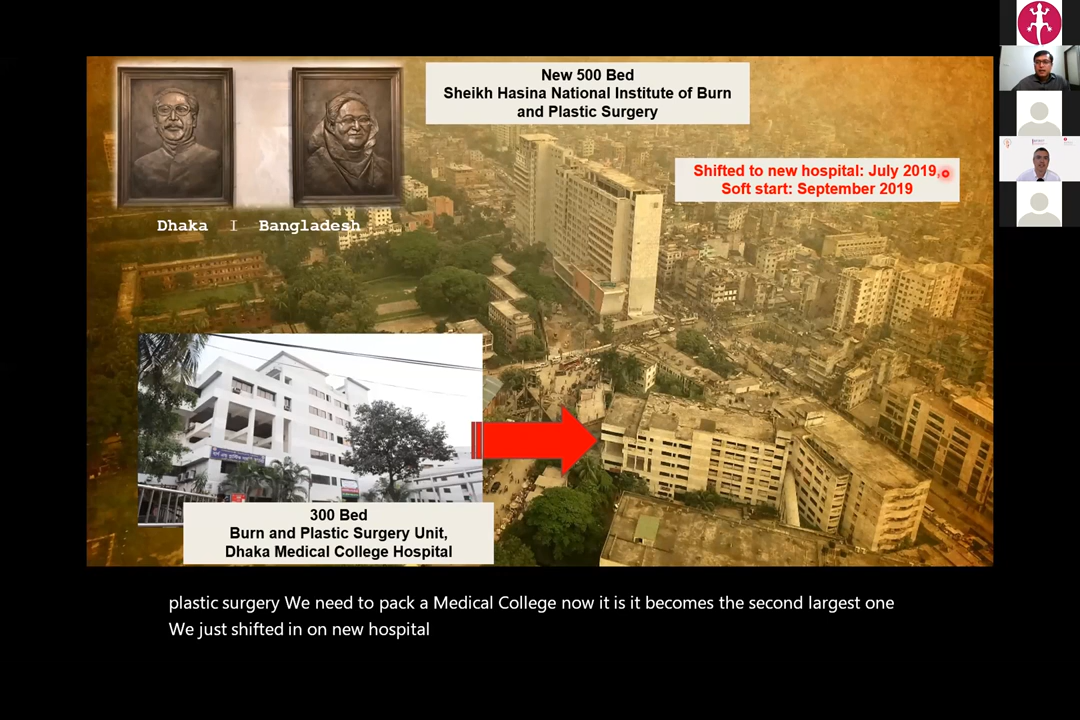 New 500 Bed
Sheikh Hasina National Institute of Burn
and Plastic Surgery
Shifted to new hospital: July 2019,
Soft start: September 2019
Dhaka I Bangladesh
300 Bed
Burn and Plastic Surgery Unit,
Dhaka Medical College Hospital
plastic surgery We need to pack a Medical College now it is it becomes the second largest one
We just shifted in on new hospital